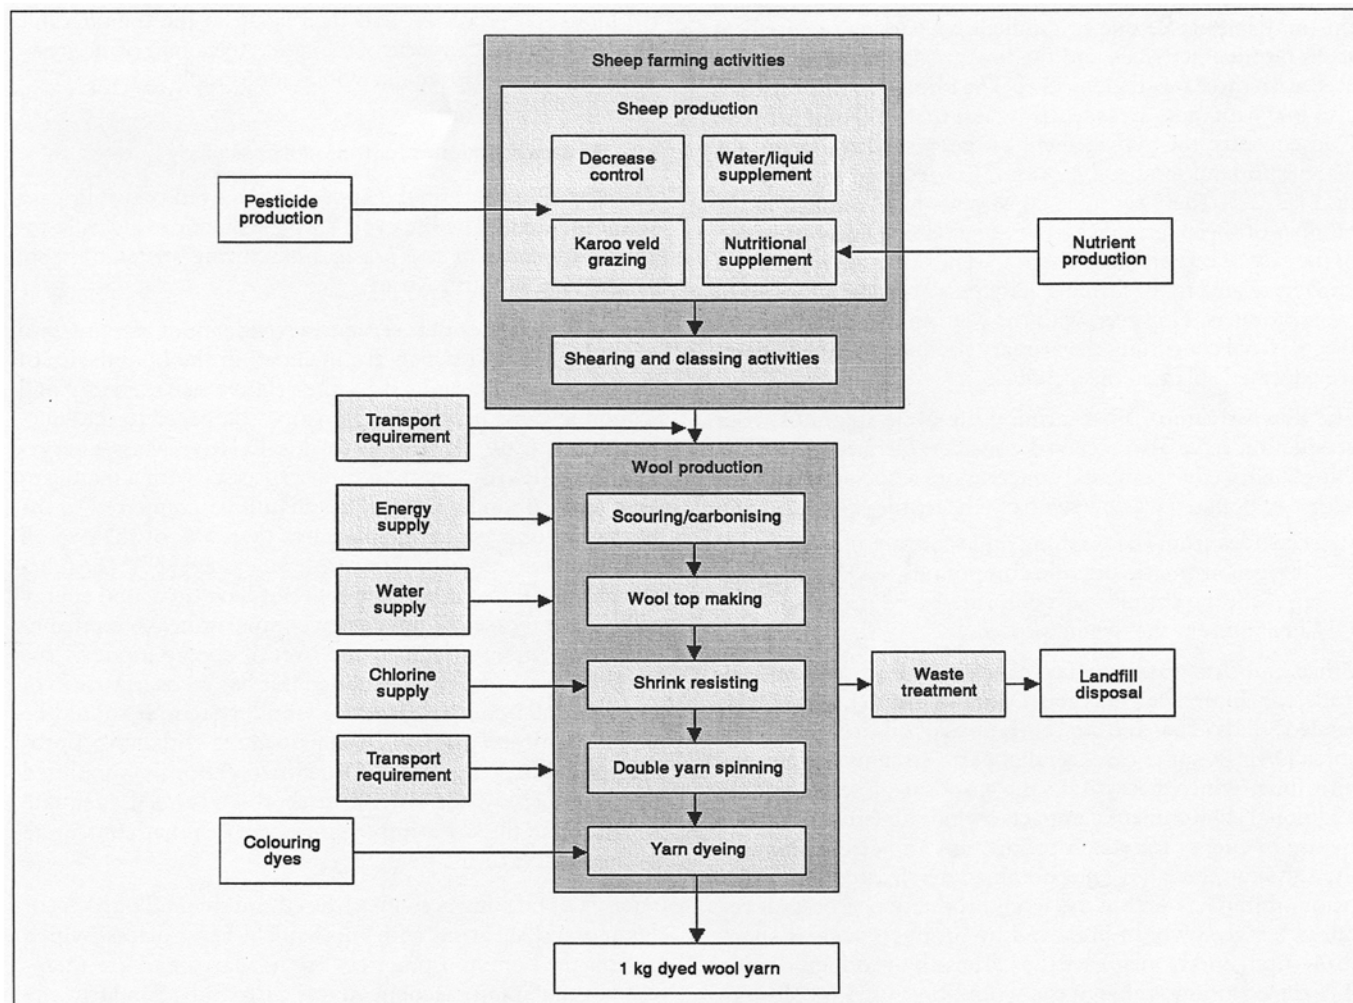 Sheep farming activities
Sheep production
Decrease
control
Water/liquid
supplement
Pesticide
production
Karoo veld
grazing
Nutritional
supplement
Nutrient
production
Shearing and classing activities
Transport
requirement
Wool production
Energy
supply
Scouring/carbonising
Water
supply
Wool top making
Chlorine
supply
Shrink resisting
Waste
treatment
Landfill
disposal
Transport
requirement
Double yarn spinning
Colouring
dyes
Yarn dyeing
1 kg dyed wool yarn